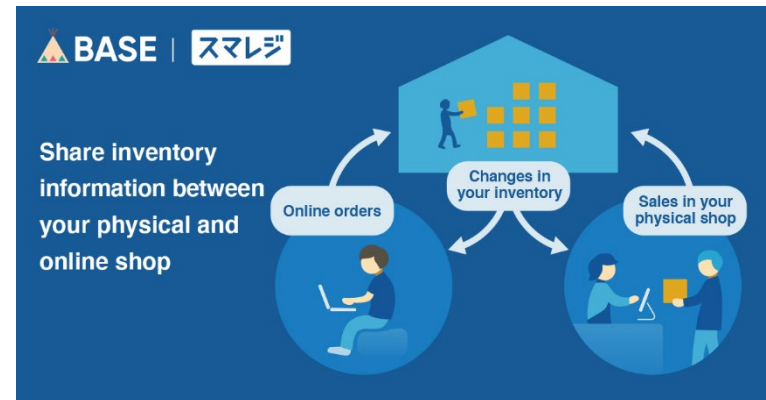 BASE | スマレジ
Share inventory
information between
your physical and
online shop
Online orders
Changes in
your inventory
Sales in your
physical shop